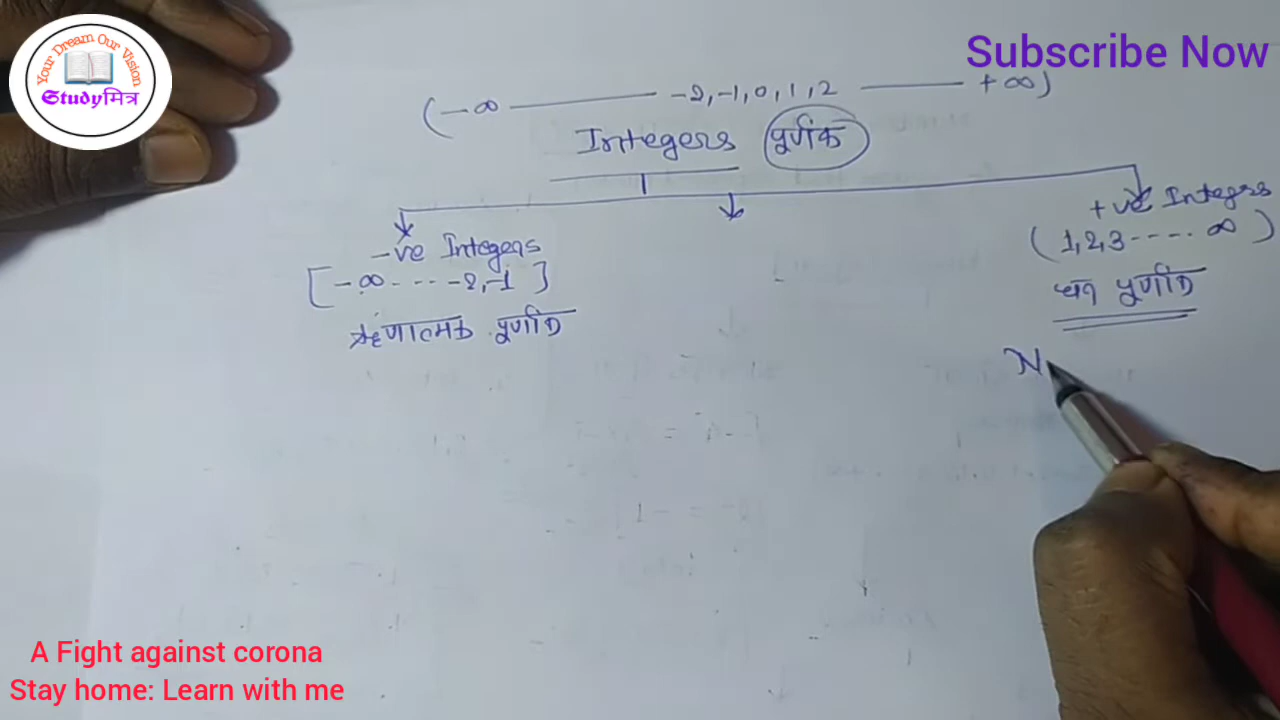 Your Dream Our Vision
Studyमित्र
Subscribe Now
(-∞ ——— -2,-1,0,1,2 ——— +∞)
Integers पूर्णांक
-ve Integers
[-∞....-2,-1]
ऋणात्मक पूर्णांक
+ve Integrs
(1,2,3----.∞)
धन पूर्णांक
N
A Fight against corona
Stay home: Learn with me